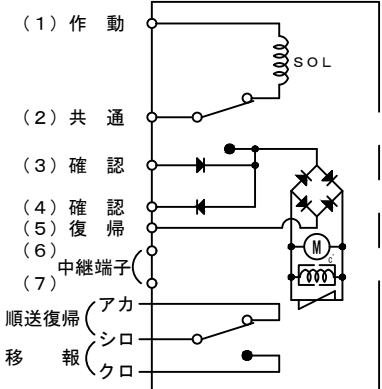 (1) 作動
SOL
(2) 共通
(3) 確認
(4) 確認
(5) 復帰
(6)
中継端子
(7)
M
C
アカ
順送復帰
シロ
移報
クロ